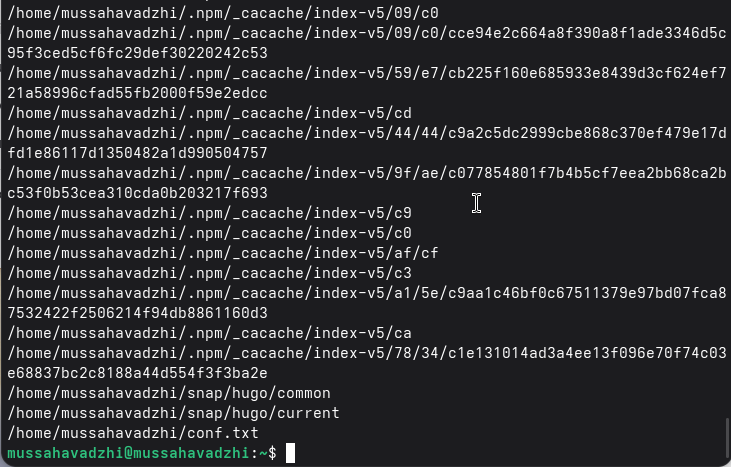 /home/mussahavadzhi/.npm/_cacache/index-v5/09/c0
/home/mussahavadzhi/.npm/_cacache/index-v5/09/c0/cce94e2c664a8f390a8f1ade3346d5c
95f3ced5cf6fc29def30220242c53
/home/mussahavadzhi/.npm/_cacache/index-v5/59/e7/cb225f160e685933e8439d3cf624ef7
21a58996cfad55fb2000f59e2edcc
/home/mussahavadzhi/.npm/_cacache/index-v5/cd
/home/mussahavadzhi/.npm/_cacache/index-v5/44/44/c9a2c5dc2999cbe868c370ef479e17d
fd1e86117d1350482a1d990504757
/home/mussahavadzhi/.npm/_cacache/index-v5/9f/ae/c077854801f7b4b5cf7eea2bb68ca2b
c53f0b53cea310cda0b203217f693
/home/mussahavadzhi/.npm/_cacache/index-v5/c9
/home/mussahavadzhi/.npm/_cacache/index-v5/c0
/home/mussahavadzhi/.npm/_cacache/index-v5/af/cf
/home/mussahavadzhi/.npm/_cacache/index-v5/c3
/home/mussahavadzhi/.npm/_cacache/index-v5/a1/5e/c9aa1c46bf0c67511379e97bd07fca8
7532422f2506214f94db8861160d3
/home/mussahavadzhi/.npm/_cacache/index-v5/ca
/home/mussahavadzhi/.npm/_cacache/index-v5/78/34/c1e131014ad3a4ee13f096e70f74c03
e68837bc2c8188a44d554f3f3ba2e
/home/mussahavadzhi/snap/hugo/common
/home/mussahavadzhi/snap/hugo/current
/home/mussahavadzhi/conf.txt
mussahavadzhi@mussahavadzhi:~$